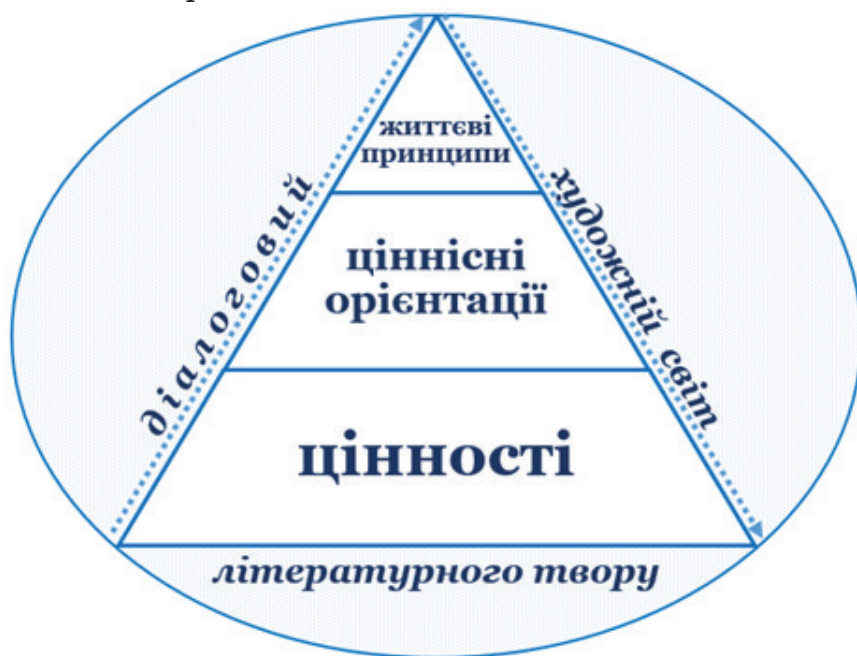 життєві
принципи
діалоговий
художній світ
ціннісні
орієнтації
цінності
літературного твору